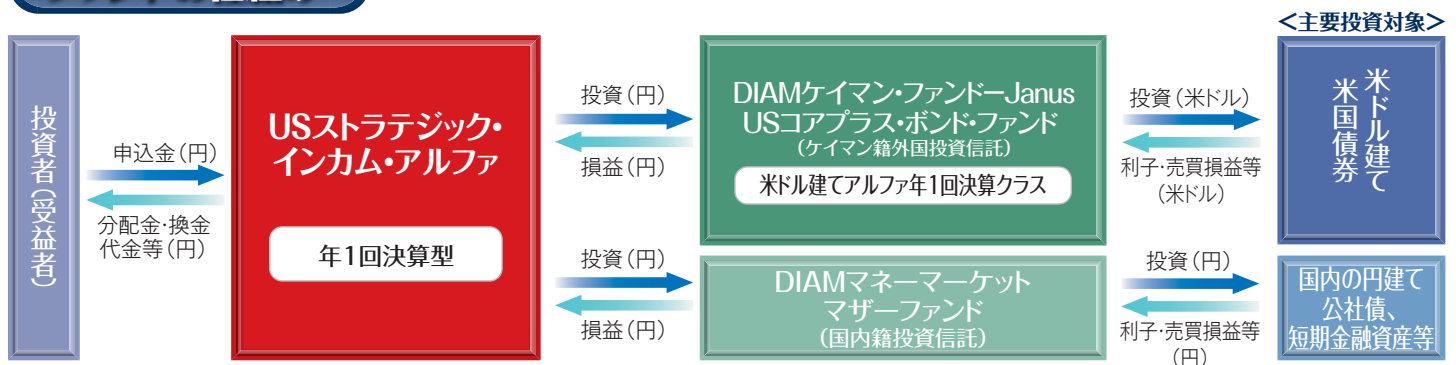 <主要投資対象>
投資者(受益者)
申込金(円)
分配金・換金
代金等(円)
USストラテジック・
インカム・アルファ
年1回決算型
投資(円)
損益(円)
DIAMケイマン・ファンドーJanus
USコアプラス・ボンド・ファンド
(ケイマン籍外国投資信託)
米ドル建てアルファ年1回決算クラス
投資(米ドル)
利子・売買損益等
(米ドル)
米ドル建て
米国債券
投資(円)
損益(円)
DIAMマネーマーケット
マザーファンド
(国内籍投資信託)
投資(円)
利子・売買損益等
(円)
国内の円建て
公社債、
短期金融資産等